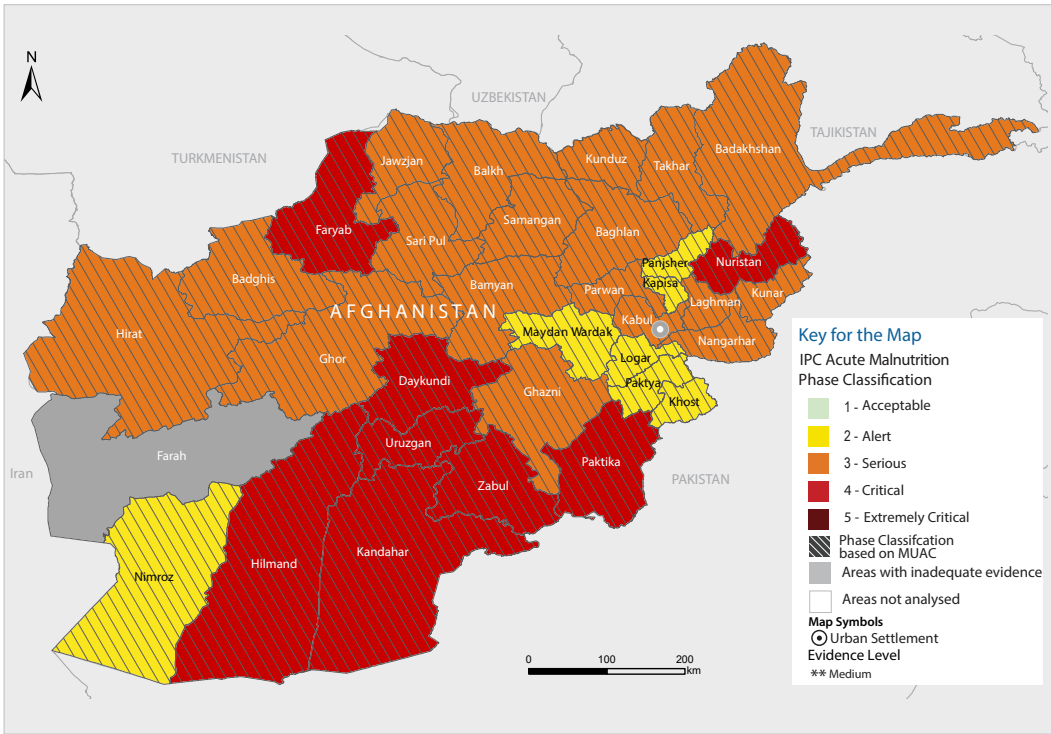 N
UZBEKISTAN
TURKMENISTAN
TAJIKISTAN
Jawzjan
Balkh
Kunduz
Takhar
Badakhshan
Faryab
Samangan
Baghlan
Sari Pul
Panjsher
Nuristan
Badghis
Bamyan
Kapisa
Parwan
Laghman
Kunar
AFGHANISTAN
Hirat
Maydan Wardak
Kabul
Nangarhar
Ghor
Logar
Daykundi
Ghazni
Paktya
Khost
Uruzgan
Farah
Iran
Paktika
Zabul
PAKISTAN
Kandahar
Hilmand
Nimroz
0 100 200
km
Key for the Map
IPC Acute Malnutrition
Phase Classification
1 - Acceptable
2 - Alert
3 - Serious
4 - Critical
5 - Extremely Critical
Phase Classifcation
based on MUAC
Areas with inadequate evidence
Areas not analysed
Map Symbols
Urban Settlement
Evidence Level
** Medium